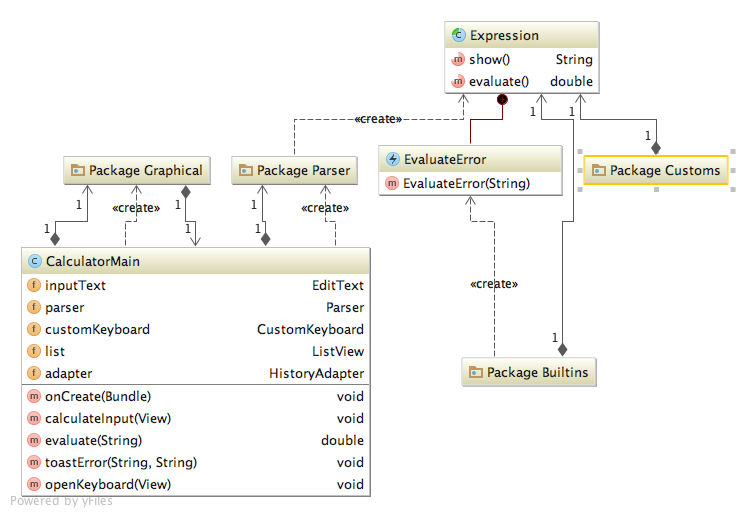 Expression
show() String
evaluate() double
1 1
«create»
1
Package Graphical
Package Parser
EvaluateError
EvaluateError(String)
Package Customs
1 1 «create» 1 «create»
1 1
CalculatorMain
inputText EditText
parser Parser
customKeyboard CustomKeyboard
list ListView
adapter HistoryAdapter
onCreate(Bundle) void
calculateInput(View) void
evaluate(String) double
toastError(String, String) void
openKeyboard(View) void
«create»
1
Package Builtins
Powered by yFiles